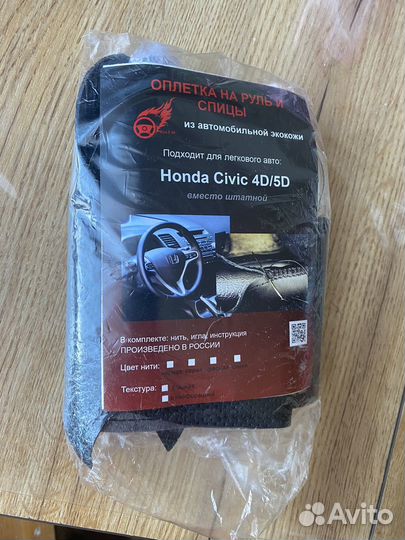 ОПЛЕТКА НА РУЛЬ И
СПИЦЫ
из автомобильной экокожи
Подходит для легкового авто:
Honda Civic 4D/5D
вместо штатной
В комплекте: нить, игла, инструкция
ПРОИЗВЕДЕНО В РОССИИ
Цвет нити:
Текстура:
Avito